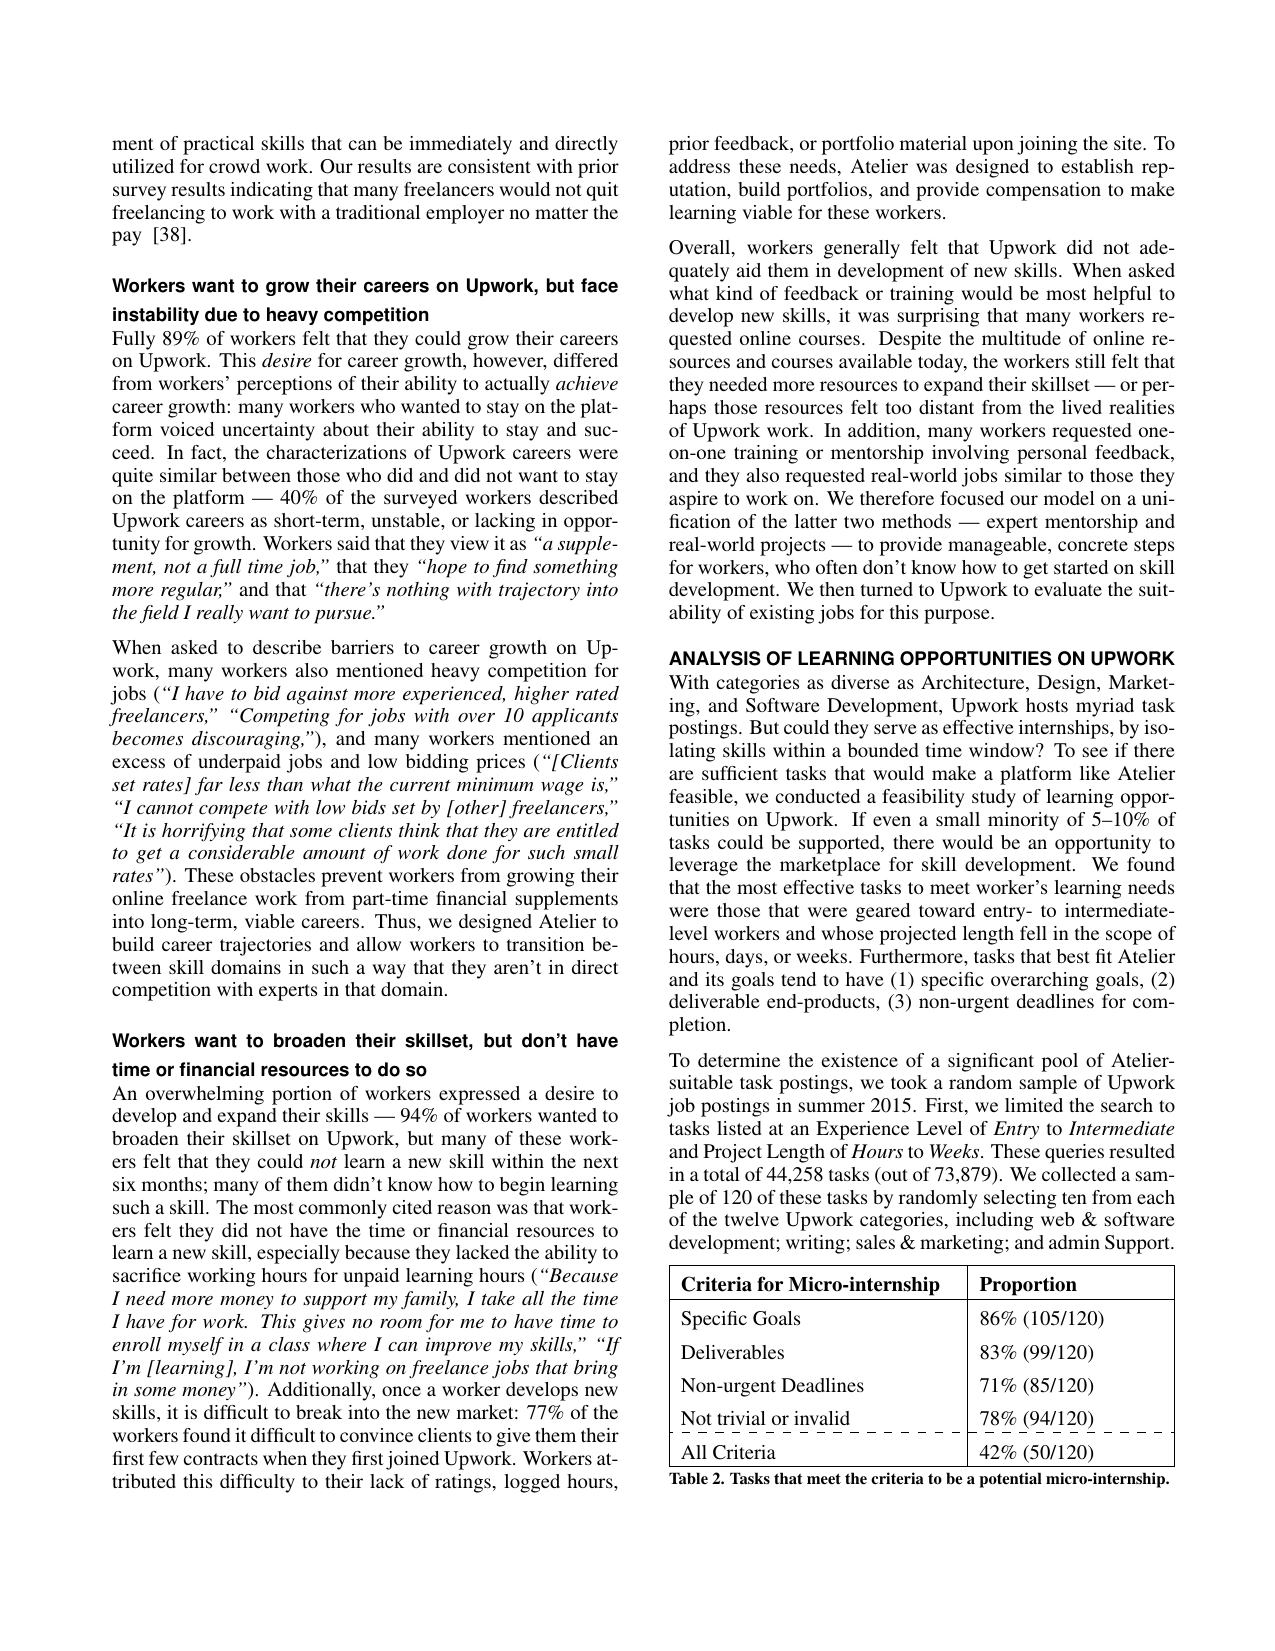 ment of practical skills that can be immediately and directly
utilized for crowd work. Our results are consistent with prior
survey results indicating that many freelancers would not quit
freelancing to work with a traditional employer no matter the
pay [38].
Workers want to grow their careers on Upwork, but face
instability due to heavy competition
Fully 89% of workers felt that they could grow their careers
on Upwork. This desire for career growth, however, differed
from workers' perceptions of their ability to actually achieve
career growth: many workers who wanted to stay on the plat-
form voiced uncertainty about their ability to stay and suc-
ceed. In fact, the characterizations of Upwork careers were
quite similar between those who did and did not want to stay
on the platform — 40% of the surveyed workers described
Upwork careers as short-term, unstable, or lacking in oppor-
tunity for growth. Workers said that they view it as “a supple-
ment, not a full time job,” that they “hope to find something
more regular,” and that “there's nothing with trajectory into
the field I really want to pursue.”
When asked to describe barriers to career growth on Up-
work, many workers also mentioned heavy competition for
jobs (“I have to bid against more experienced, higher rated
freelancers,” “Competing for jobs with over 10 applicants
becomes discouraging,”), and many workers mentioned an
excess of underpaid jobs and low bidding prices (“[Clients
set rates] far less than what the current minimum wage is,”
“I cannot compete with low bids set by [other] freelancers,”
“It is horrifying that some clients think that they are entitled
to get a considerable amount of work done for such small
rates”). These obstacles prevent workers from growing their
online freelance work from part-time financial supplements
into long-term, viable careers. Thus, we designed Atelier to
build career trajectories and allow workers to transition be-
tween skill domains in such a way that they aren't in direct
competition with experts in that domain.
Workers want to broaden their skillset, but don't have
time or financial resources to do so
An overwhelming portion of workers expressed a desire to
develop and expand their skills — 94% of workers wanted to
broaden their skillset on Upwork, but many of these work-
ers felt that they could not learn a new skill within the next
six months; many of them didn't know how to begin learning
such a skill. The most commonly cited reason was that work-
ers felt they did not have the time or financial resources to
learn a new skill, especially because they lacked the ability to
sacrifice working hours for unpaid learning hours (“Because
I need more money to support my family, I take all the time
I have for work. This gives no room for me to have time to
enroll myself in a class where I can improve my skills,” “If
I'm [learning], I'm not working on freelance jobs that bring
in some money”). Additionally, once a worker develops new
skills, it is difficult to break into the new market: 77% of the
workers found it difficult to convince clients to give them their
first few contracts when they first joined Upwork. Workers at-
tributed this difficulty to their lack of ratings, logged hours,
prior feedback, or portfolio material upon joining the site. To
address these needs, Atelier was designed to establish rep-
utation, build portfolios, and provide compensation to make
learning viable for these workers.
Overall, workers generally felt that Upwork did not ade-
quately aid them in development of new skills. When asked
what kind of feedback or training would be most helpful to
develop new skills, it was surprising that many workers re-
quested online courses. Despite the multitude of online re-
sources and courses available today, the workers still felt that
they needed more resources to expand their skillset — or per-
haps those resources felt too distant from the lived realities
of Upwork work. In addition, many workers requested one-
on-one training or mentorship involving personal feedback,
and they also requested real-world jobs similar to those they
aspire to work on. We therefore focused our model on a uni-
fication of the latter two methods — expert mentorship and
real-world projects — to provide manageable, concrete steps
for workers, who often don't know how to get started on skill
development. We then turned to Upwork to evaluate the suit-
ability of existing jobs for this purpose.
ANALYSIS OF LEARNING OPPORTUNITIES ON UPWORK
With categories as diverse as Architecture, Design, Market-
ing, and Software Development, Upwork hosts myriad task
postings. But could they serve as effective internships, by iso-
lating skills within a bounded time window? To see if there
are sufficient tasks that would make a platform like Atelier
feasible, we conducted a feasibility study of learning oppor-
tunities on Upwork. If even a small minority of 5–10% of
tasks could be supported, there would be an opportunity to
leverage the marketplace for skill development. We found
that the most effective tasks to meet worker's learning needs
were those that were geared toward entry- to intermediate-
level workers and whose projected length fell in the scope of
hours, days, or weeks. Furthermore, tasks that best fit Atelier
and its goals tend to have (1) specific overarching goals, (2)
deliverable end-products, (3) non-urgent deadlines for com-
pletion.
To determine the existence of a significant pool of Atelier-
suitable task postings, we took a random sample of Upwork
job postings in summer 2015. First, we limited the search to
tasks listed at an Experience Level of Entry to Intermediate
and Project Length of Hours to Weeks. These queries resulted
in a total of 44,258 tasks (out of 73,879). We collected a sam-
ple of 120 of these tasks by randomly selecting ten from each
of the twelve Upwork categories, including web & software
development; writing; sales & marketing; and admin Support.
Criteria for Micro-internship Proportion
Specific Goals 86% (105/120)
Deliverables 83% (99/120)
Non-urgent Deadlines 71% (85/120)
Not trivial or invalid 78% (94/120)
All Criteria 42% (50/120)
Table 2. Tasks that meet the criteria to be a potential micro-internship.